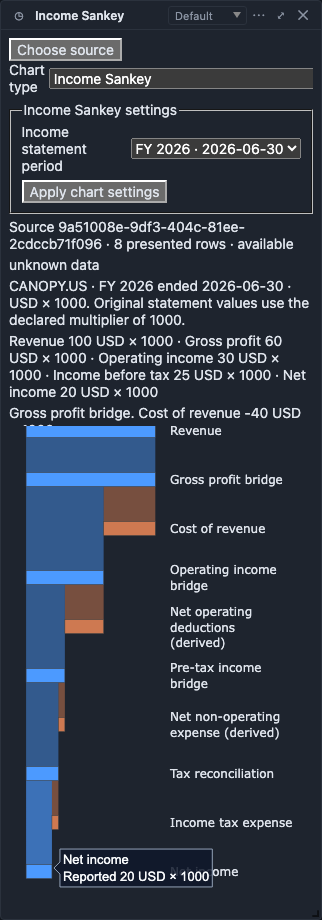 Income Sankey
Default
Choose source
Chart
type
Income Sankey
Income Sankey settings
Income
statement
period
FY 2026 · 2026-06-30
Apply chart settings
Source 9a51008e-9df3-404c-81ee-
2cdccb71f096 · 8 presented rows · available
unknown data
CANOPY.US · FY 2026 ended 2026-06-30 ·
USD × 1000. Original statement values use the
declared multiplier of 1000.
Revenue 100 USD × 1000 · Gross profit 60
USD × 1000 · Operating income 30 USD ×
1000 · Income before tax 25 USD × 1000 · Net
income 20 USD × 1000
Gross profit bridge. Cost of revenue -40 USD
Revenue
Gross profit bridge
Cost of revenue
Operating income
bridge
Net operating
deductions
(derived)
Pre-tax income
bridge
Net non-operating
expense (derived)
Tax reconciliation
Income tax expense
Net income
Reported 20 USD × 1000